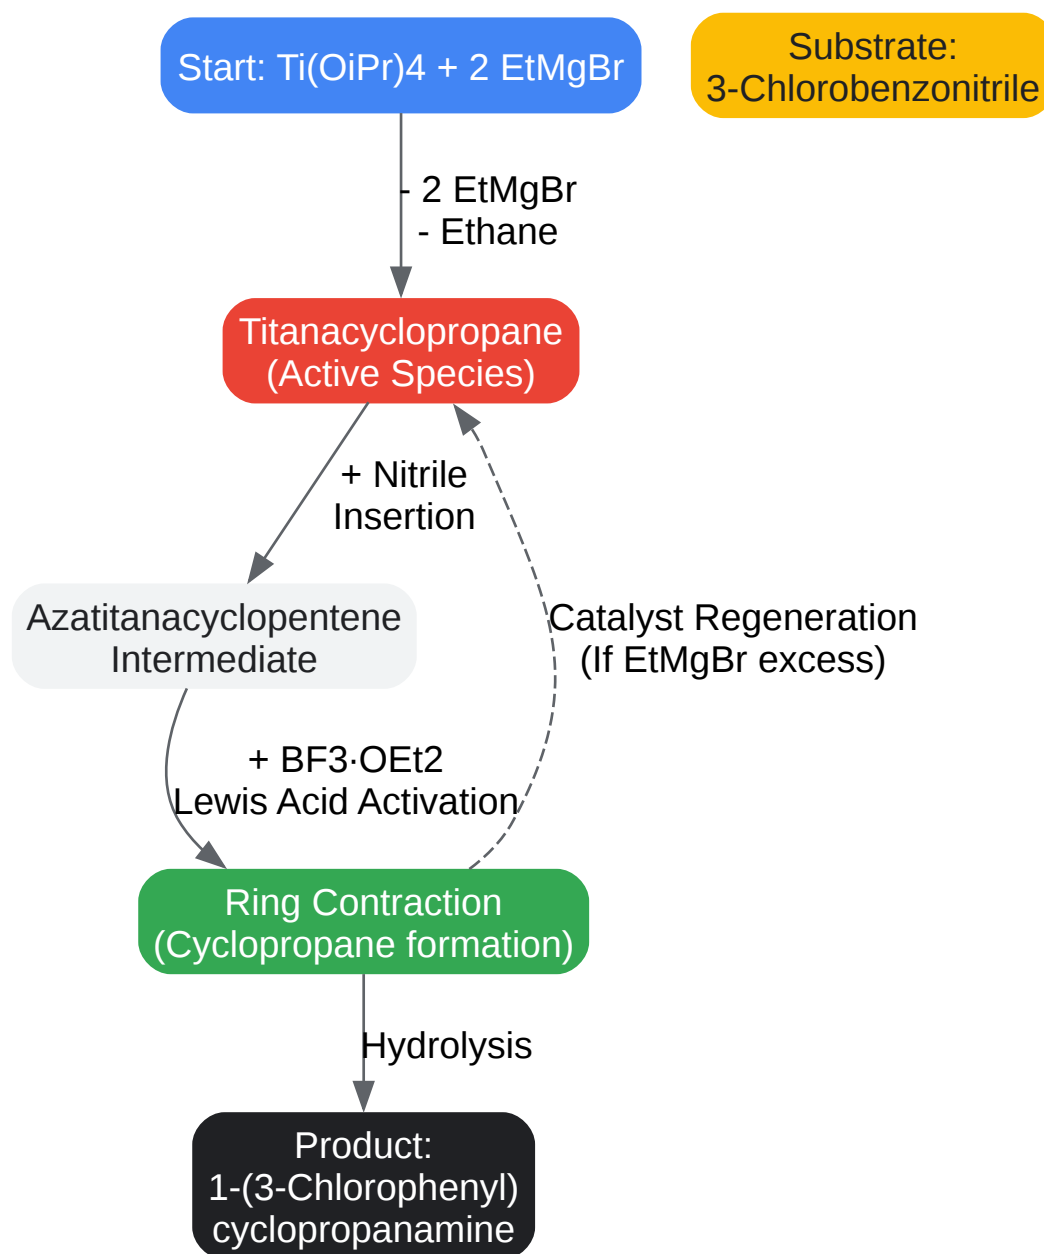 Start: Ti(OiPr)4 + 2 EtMgBr
Substrate:
3-Chlorobenzonitrile
- 2 EtMgBr
- Ethane
Titanacyclopropane
(Active Species)
+ Nitrile
Insertion
Azatitanacyclopentene
Intermediate
Catalyst Regeneration
(If EtMgBr excess)
+ BF3·OEt2
Lewis Acid Activation
Ring Contraction
(Cyclopropane formation)
Hydrolysis
Product:
1-(3-Chlorophenyl)
cyclopropanamine